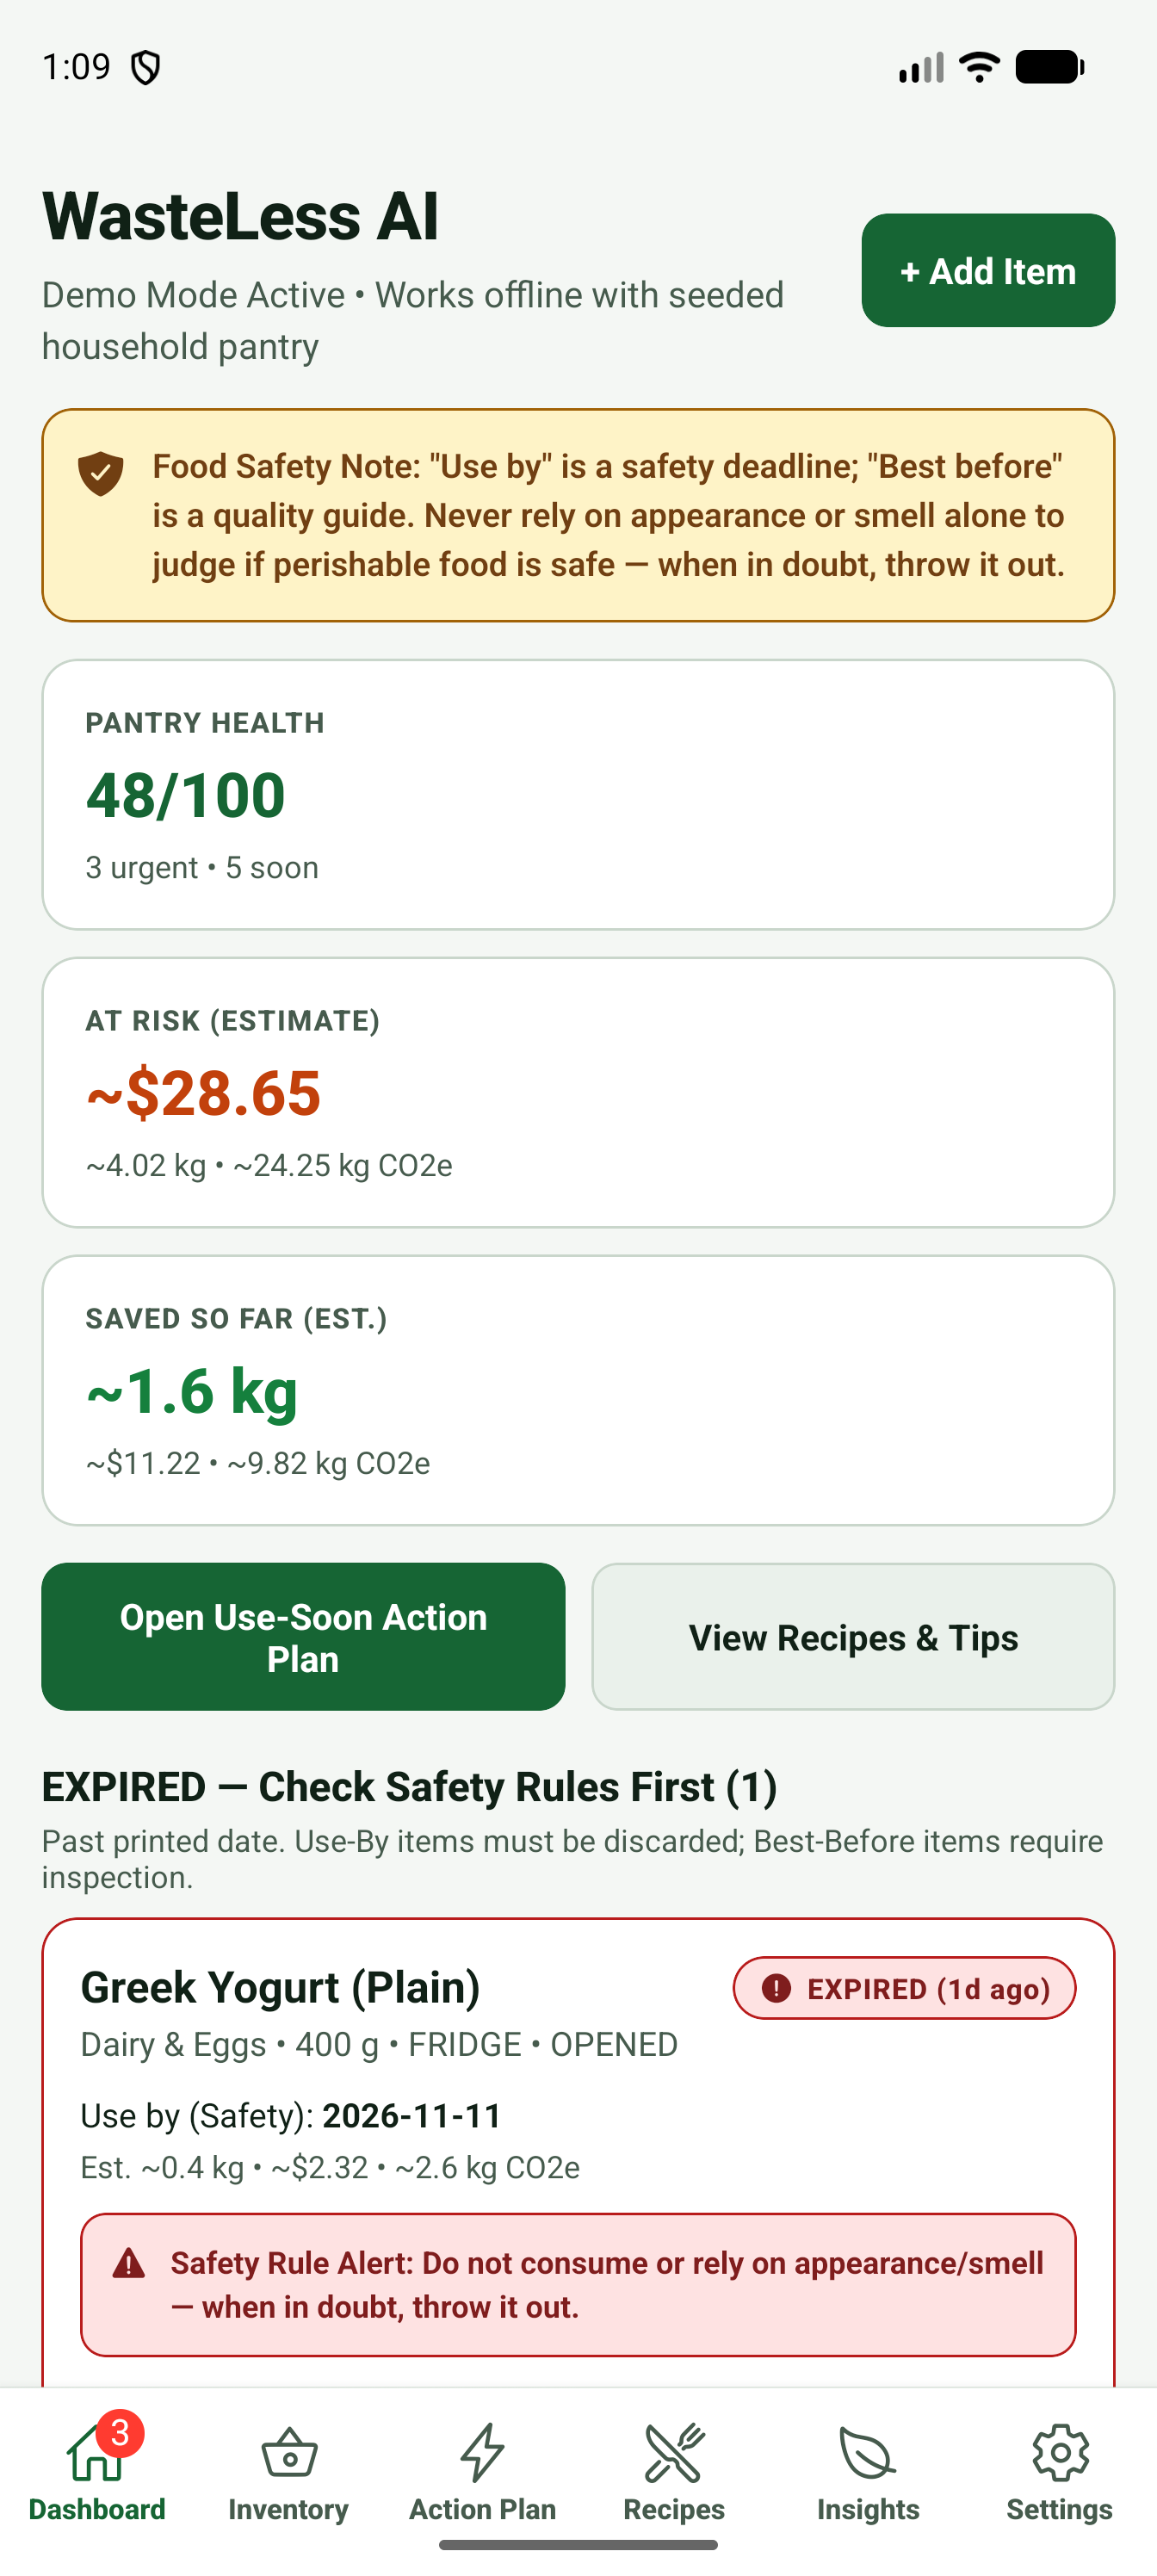 1:09
WasteLess AI
Demo Mode Active • Works offline with seeded
household pantry
+ Add Item
Food Safety Note: "Use by" is a safety deadline; "Best before"
is a quality guide. Never rely on appearance or smell alone to
judge if perishable food is safe — when in doubt, throw it out.
PANTRY HEALTH
48/100
3 urgent • 5 soon
AT RISK (ESTIMATE)
~$28.65
~4.02 kg • ~24.25 kg CO2e
SAVED SO FAR (EST.)
~1.6 kg
~$11.22 • ~9.82 kg CO2e
Open Use-Soon Action
Plan
View Recipes & Tips
EXPIRED — Check Safety Rules First (1)
Past printed date. Use-By items must be discarded; Best-Before items require
inspection.
Greek Yogurt (Plain)
EXPIRED (1d ago)
Dairy & Eggs • 400 g • FRIDGE • OPENED
Use by (Safety): 2026-11-11
Est. ~0.4 kg • ~$2.32 • ~2.6 kg CO2e
Safety Rule Alert: Do not consume or rely on appearance/smell
— when in doubt, throw it out.
3
Dashboard
Inventory
Action Plan
Recipes
Insights
Settings